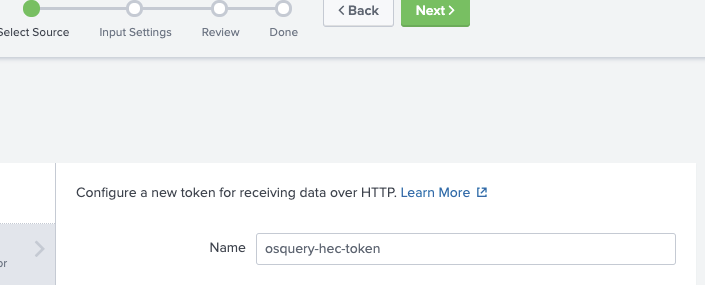 Select Source
Input Settings
Review
Done
< Back
Next >
Configure a new token for receiving data over HTTP. Learn More
Name
osquery-hec-token
or